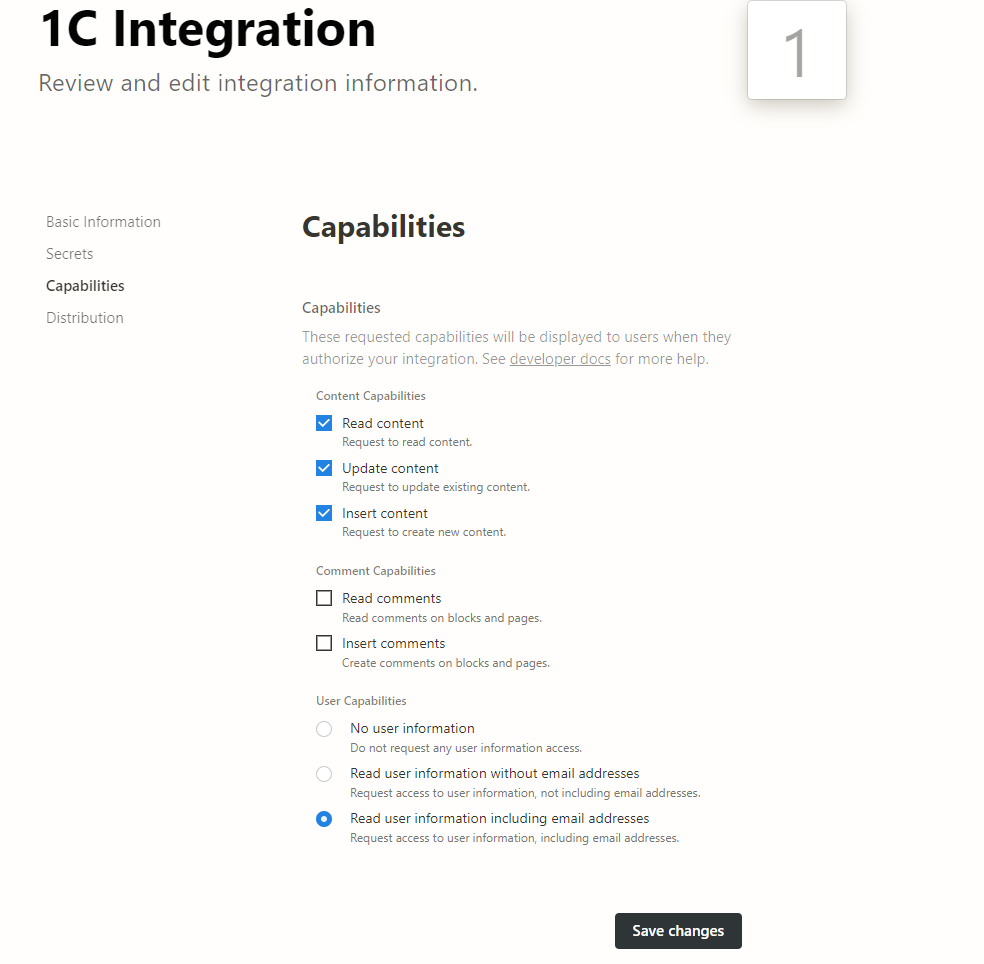 1C Integration
1
Review and edit integration information.
Basic Information
Secrets
Capabilities
Distribution
Capabilities
Capabilities
These requested capabilities will be displayed to users when they
authorize your integration. See developer docs for more help.
Content Capabilities
Read content
Request to read content.
Update content
Request to update existing content.
Insert content
Request to create new content.
Comment Capabilities
Read comments
Read comments on blocks and pages.
Insert comments
Create comments on blocks and pages.
User Capabilities
No user information
Do not request any user information access.
Read user information without email addresses
Request access to user information, not including email addresses.
Read user information including email addresses
Request access to user information, including email addresses.
Save changes